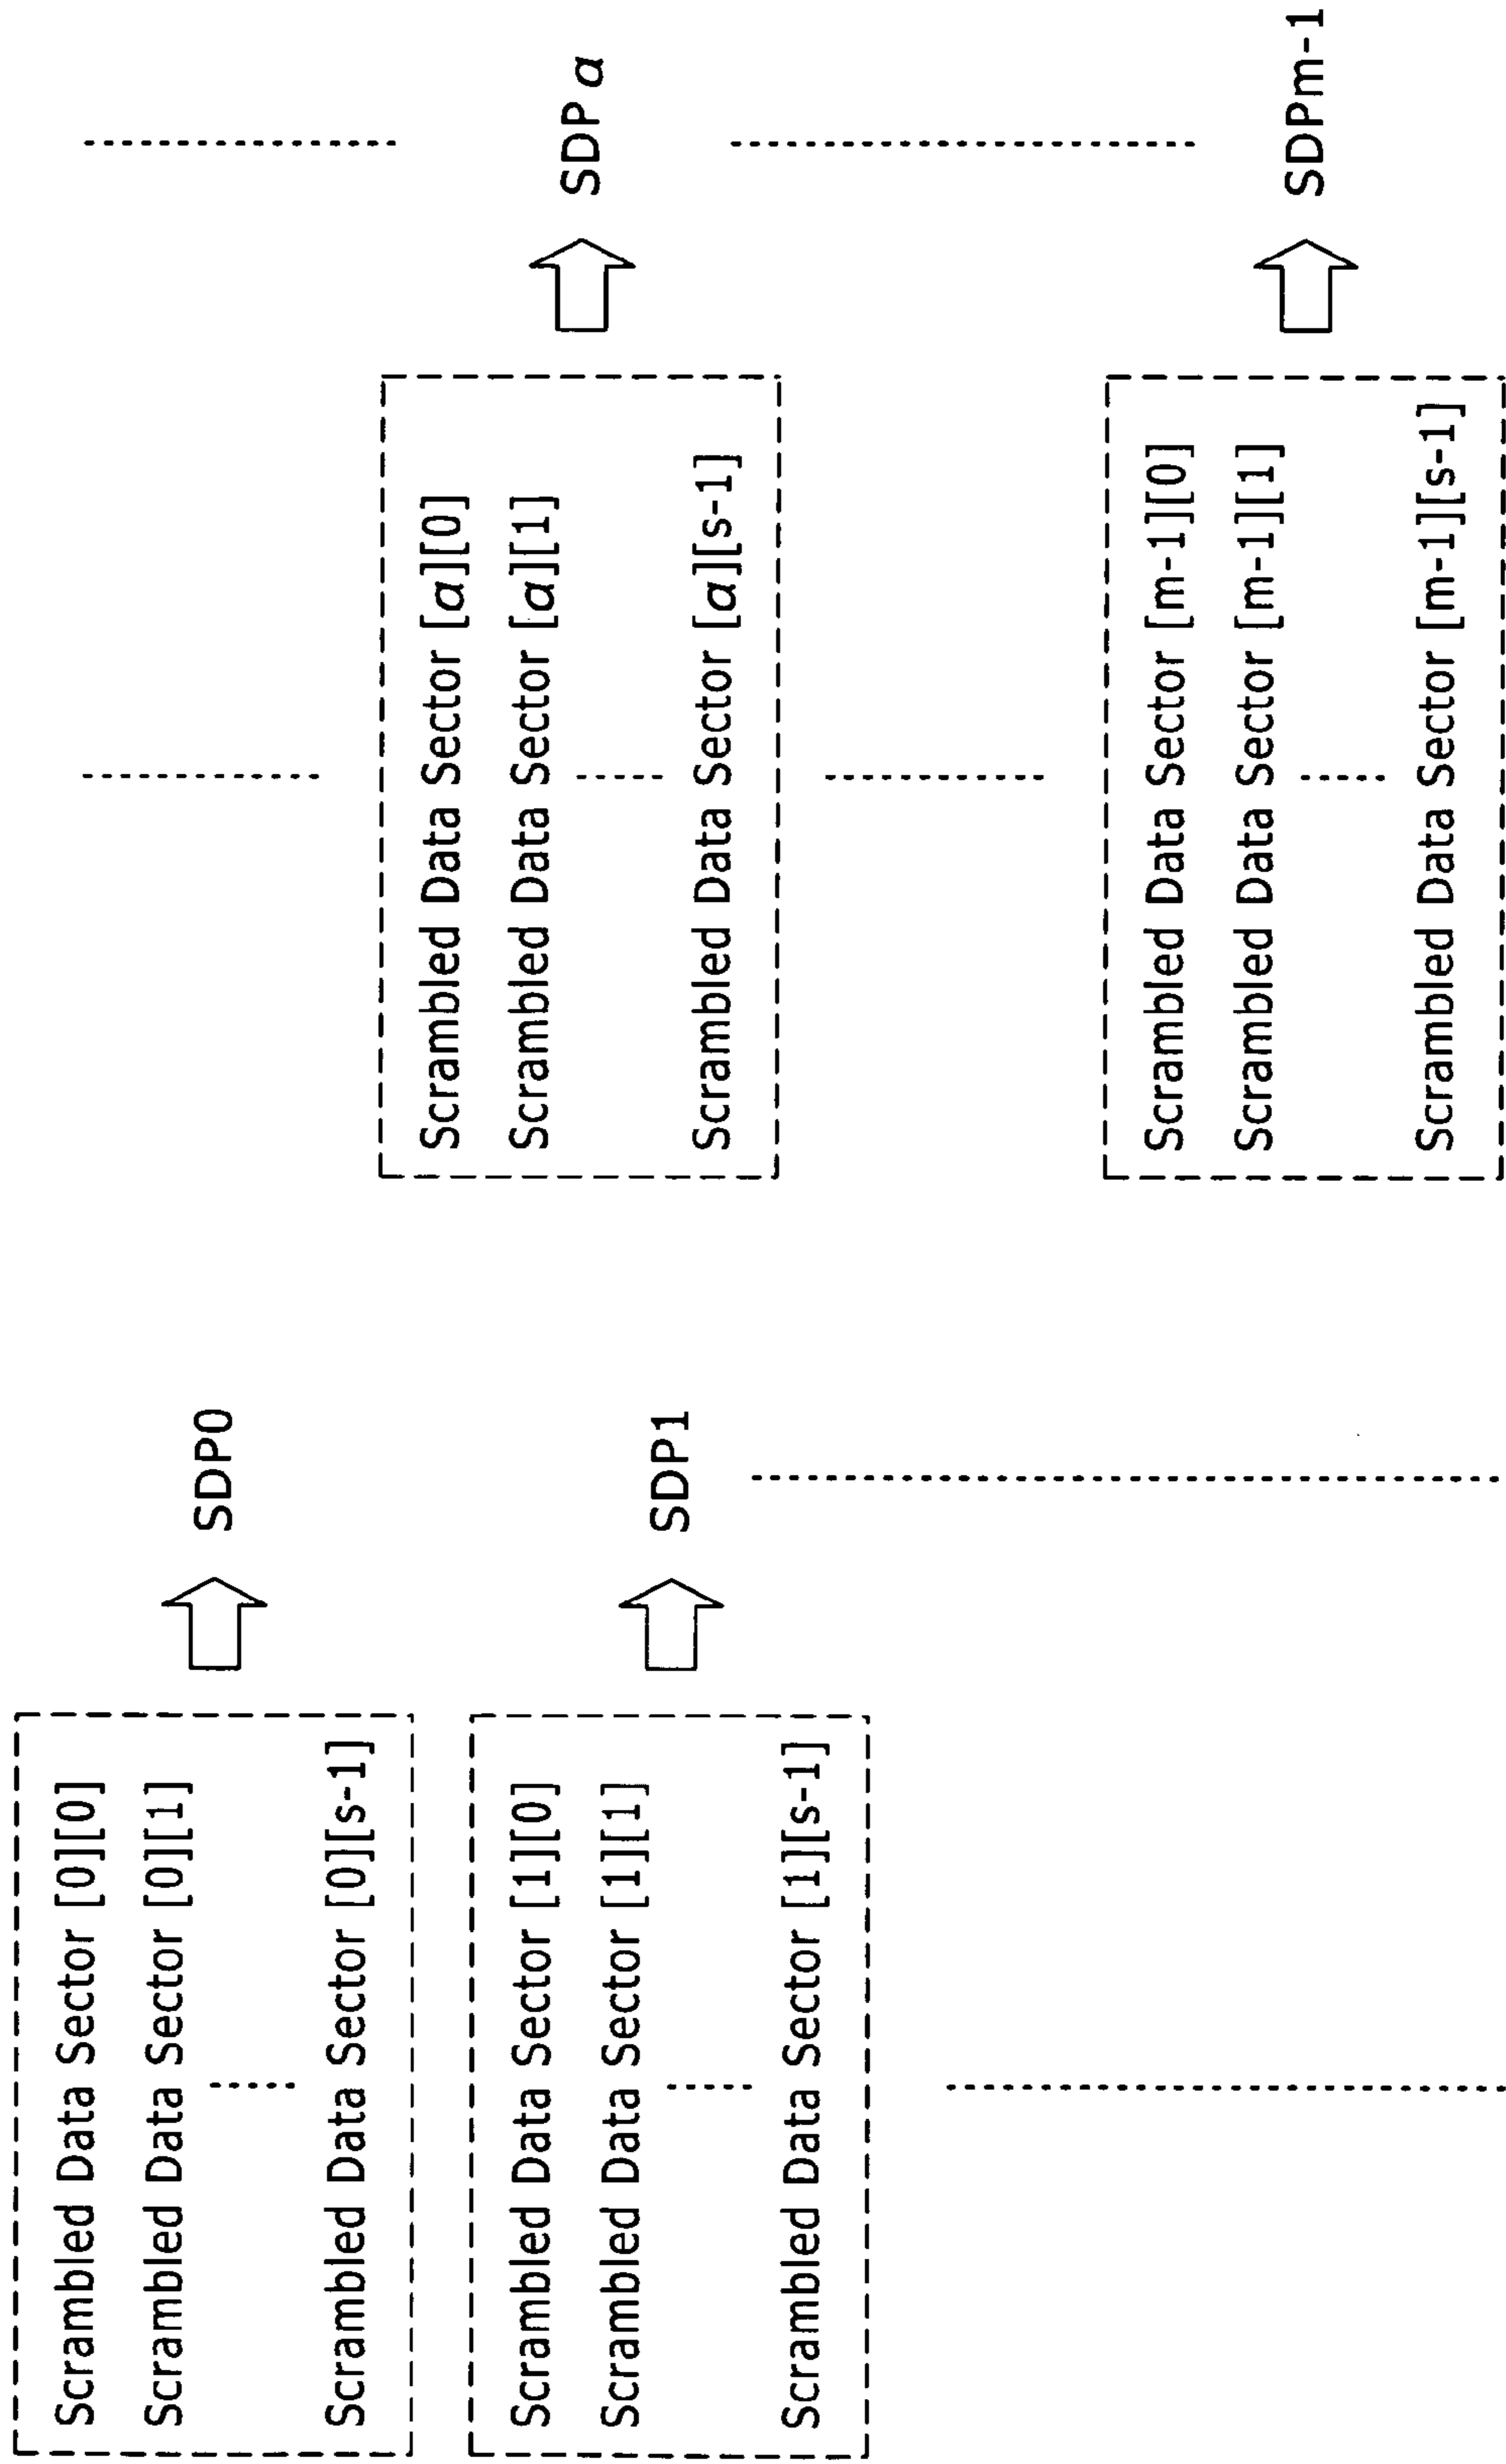 Scrambled Data Sector [0][0]
Scrambled Data Sector [0][1]
Scrambled Data Sector [0][s-1]
SDP0
Scrambled Data Sector [1][0]
Scrambled Data Sector [1][1]
Scrambled Data Sector [1][s-1]
SDP1
Scrambled Data Sector [α][0]
Scrambled Data Sector [α][1]
Scrambled Data Sector [α][s-1]
SDPα
Scrambled Data Sector [m-1][0]
Scrambled Data Sector [m-1][1]
Scrambled Data Sector [m-1][s-1]
SDPm-1